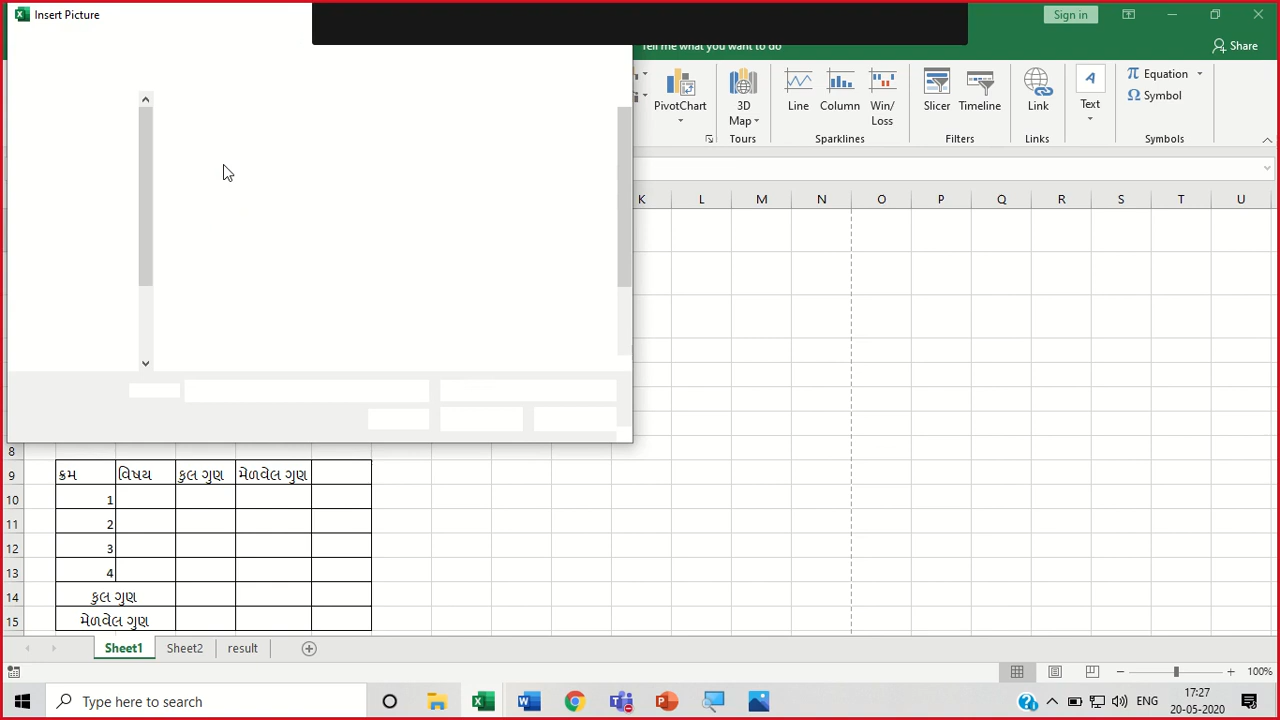 Insert Picture
Sign in
Tell me what you want to do
Share
PivotChart
3D
Map
Line
Column
Win/
Loss
Slicer
Timeline
Link
Text
Equation
Symbol
Tours
Sparklines
Filters
Links
Symbols
K L M N O P Q R S T U
8
9 ક્રમ વિષય કુલ ગુણ મેળવેલ ગુણ
10 1
11 2
12 3
13 4
14 કુલ ગુણ
15 મેળવેલ ગુણ
Sheet1 Sheet2 result
100%
Type here to search
ENG
17:27
20-05-2020